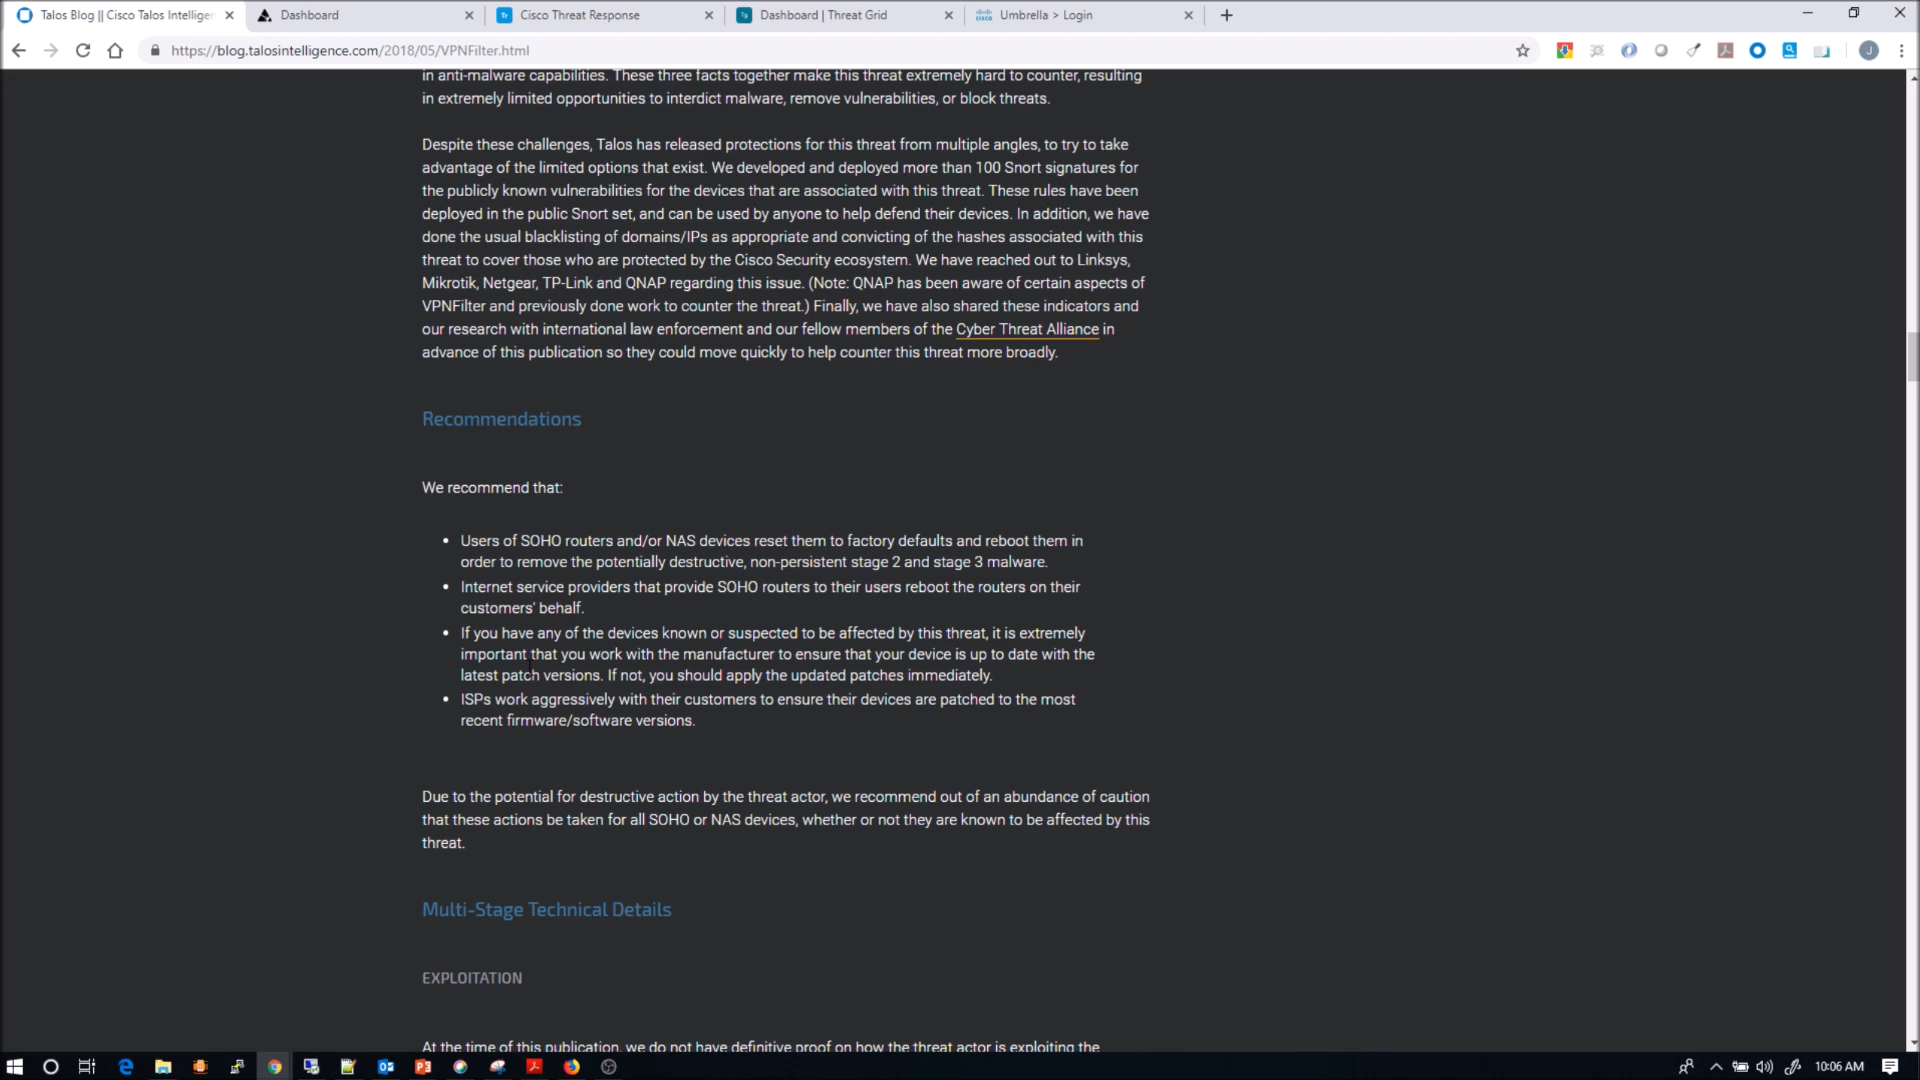 Talos Blog || Cisco Talos Intelliger
Dashboard
Cisco Threat Response
Dashboard | Threat Grid
Umbrella > Login
https://blog.talosintelligence.com/2018/05/VPNFilter.html
in anti-malware capabilities. These three facts together make this threat extremely hard to counter, resulting
in extremely limited opportunities to interdict malware, remove vulnerabilities, or block threats.
Despite these challenges, Talos has released protections for this threat from multiple angles, to try to take
advantage of the limited options that exist. We developed and deployed more than 100 Snort signatures for
the publicly known vulnerabilities for the devices that are associated with this threat. These rules have been
deployed in the public Snort set, and can be used by anyone to help defend their devices. In addition, we have
done the usual blacklisting of domains/IPs as appropriate and convicting of the hashes associated with this
threat to cover those who are protected by the Cisco Security ecosystem. We have reached out to Linksys,
Mikrotik, Netgear, TP-Link and QNAP regarding this issue. (Note: QNAP has been aware of certain aspects of
VPNFilter and previously done work to counter the threat.) Finally, we have also shared these indicators and
our research with international law enforcement and our fellow members of the Cyber Threat Alliance in
advance of this publication so they could move quickly to help counter this threat more broadly.
Recommendations
We recommend that:
• Users of SOHO routers and/or NAS devices reset them to factory defaults and reboot them in
order to remove the potentially destructive, non-persistent stage 2 and stage 3 malware.
• Internet service providers that provide SOHO routers to their users reboot the routers on their
customers' behalf.
• If you have any of the devices known or suspected to be affected by this threat, it is extremely
important that you work with the manufacturer to ensure that your device is up to date with the
latest patch versions. If not, you should apply the updated patches immediately.
• ISPs work aggressively with their customers to ensure their devices are patched to the most
recent firmware/software versions.
Due to the potential for destructive action by the threat actor, we recommend out of an abundance of caution
that these actions be taken for all SOHO or NAS devices, whether or not they are known to be affected by this
threat.
Multi-Stage Technical Details
EXPLOITATION
At the time of this publication, we do not have definitive proof on how the threat actor is exploiting the
10:06 AM